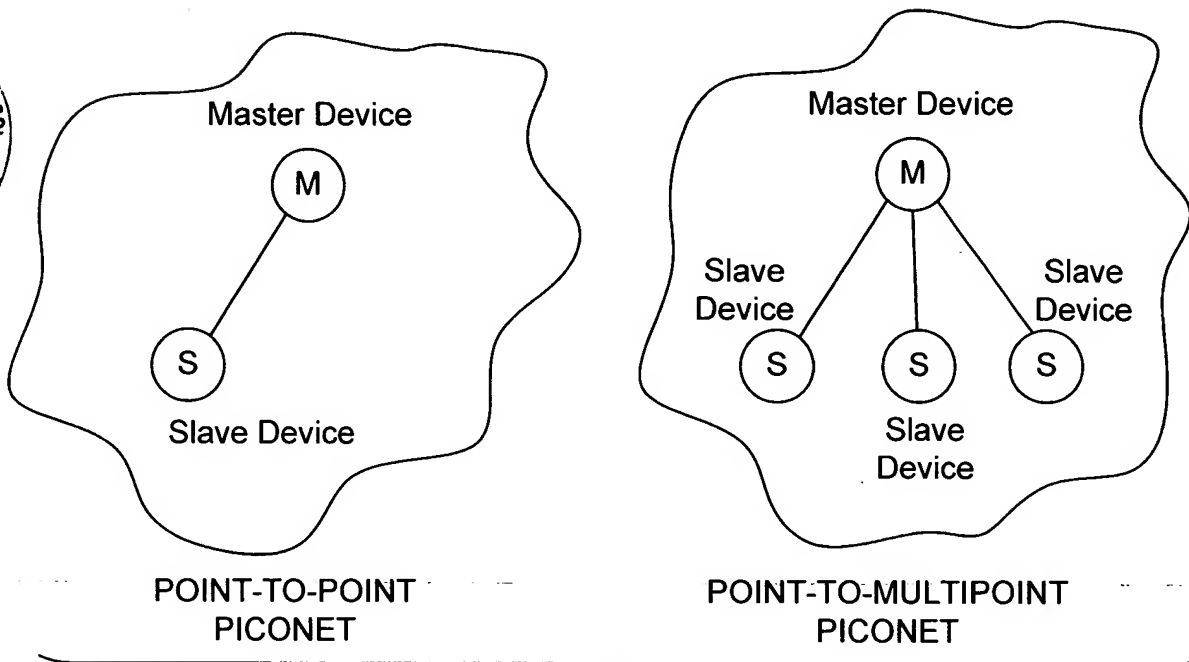 Master Device
M
S
Slave Device
POINT-TO-POINT
PICONET
Master Device
M
Slave
Device
S
S
Slave
Device
Slave
Device
S
POINT-TO-MULTIPOINT
PICONET